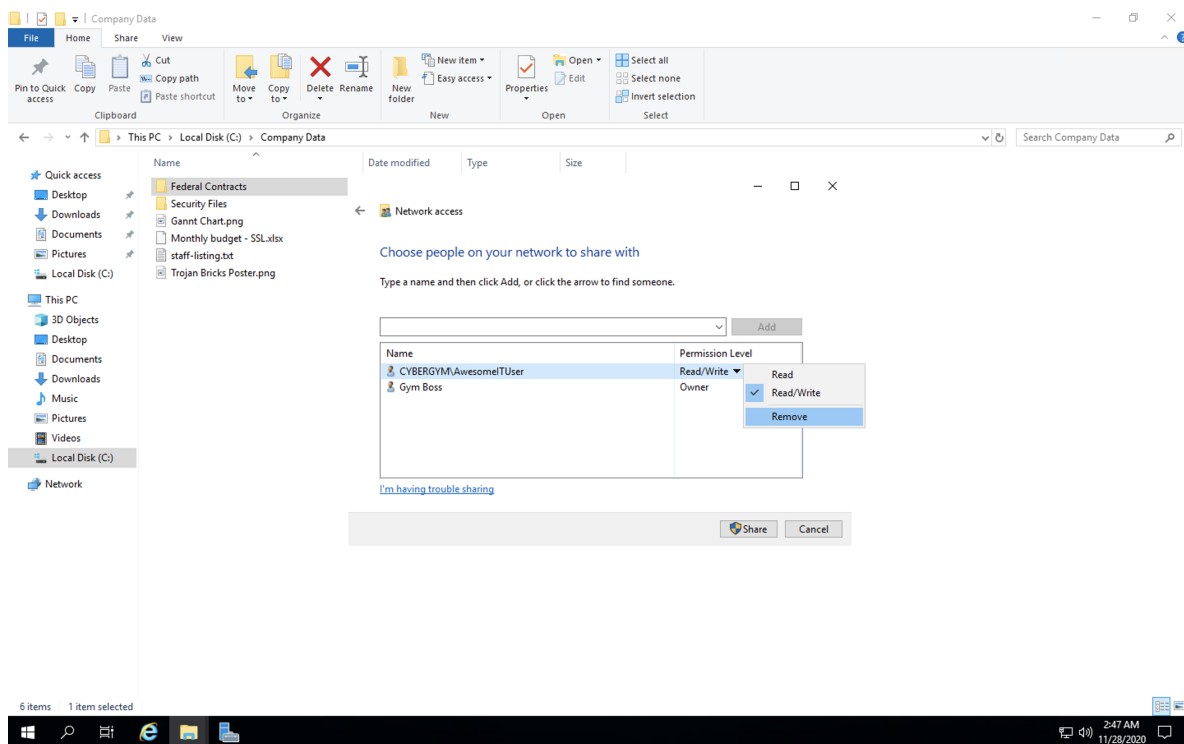 Company Data
File Home Share View
Pin to Quick access
Copy
Paste
Cut
Copy path
Paste shortcut
Clipboard
Move to
Copy to
Delete
Rename
Organize
New folder
New item
Easy access
New
Properties
Open
Edit
Open
Select all
Select none
Invert selection
Select
This PC > Local Disk (C:) > Company Data
Search Company Data
Quick access
Desktop
Downloads
Documents
Pictures
Local Disk (C:)
This PC
3D Objects
Desktop
Documents
Downloads
Music
Pictures
Videos
Local Disk (C:)
Network
Name Date modified Type Size
Federal Contracts
Security Files
Gannt Chart.png
Monthly budget - SSL.xlsx
staff-listing.txt
Trojan Bricks Poster.png
Network access
Choose people on your network to share with
Type a name and then click Add, or click the arrow to find someone.
Add
Name Permission Level
CYBERGYM\AwesomeITUser Read/Write
Gym Boss Owner
Read
Read/Write
Remove
I'm having trouble sharing
Share Cancel
6 items 1 item selected
2:47 AM
11/28/2020